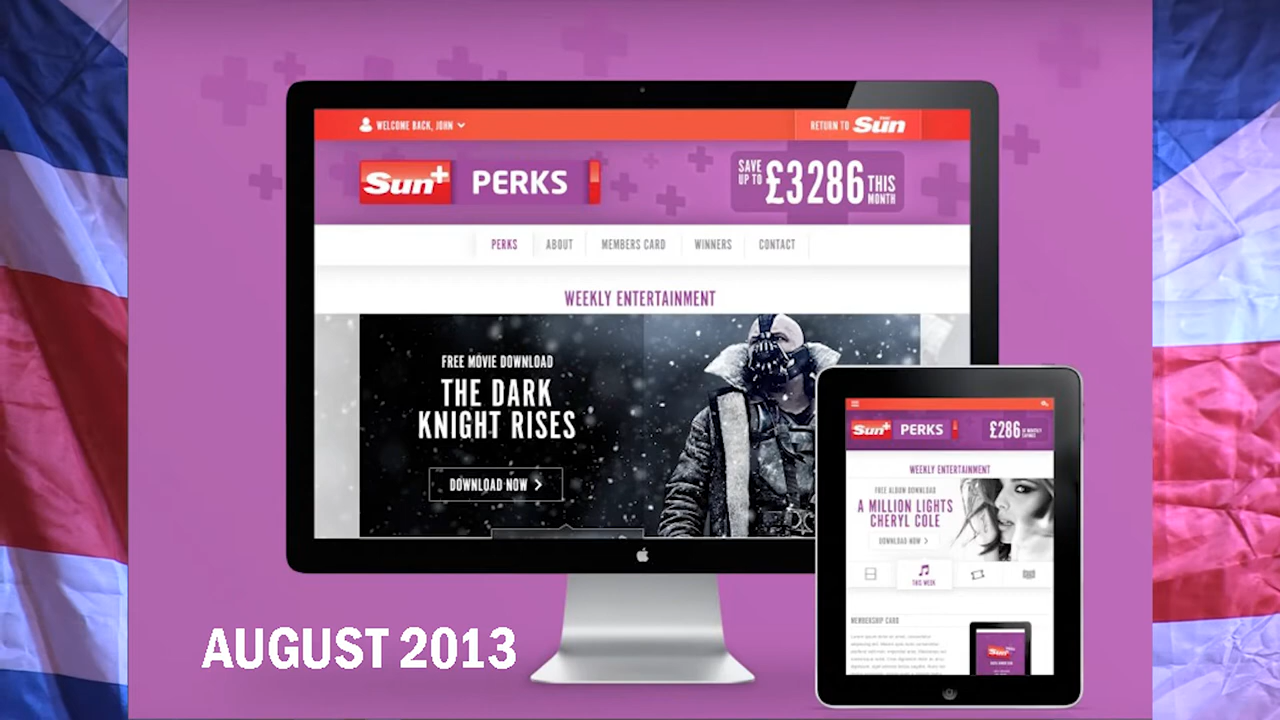 WELCOME BACK, JOHN
RETURN TO THE Sun
Sun+ PERKS
SAVE UP TO £3286 THIS MONTH
PERKS ABOUT MEMBERS CARD WINNERS CONTACT
WEEKLY ENTERTAINMENT
FREE MOVIE DOWNLOAD
THE DARK
KNIGHT RISES
DOWNLOAD NOW
Sun+ PERKS £286
WEEKLY ENTERTAINMENT
FREE ALBUM DOWNLOAD
A MILLION LIGHTS
CHERYL COLE
DOWNLOAD NOW
THIS WEEK
MEMBERSHIP CARD
Sun+
AUGUST 2013